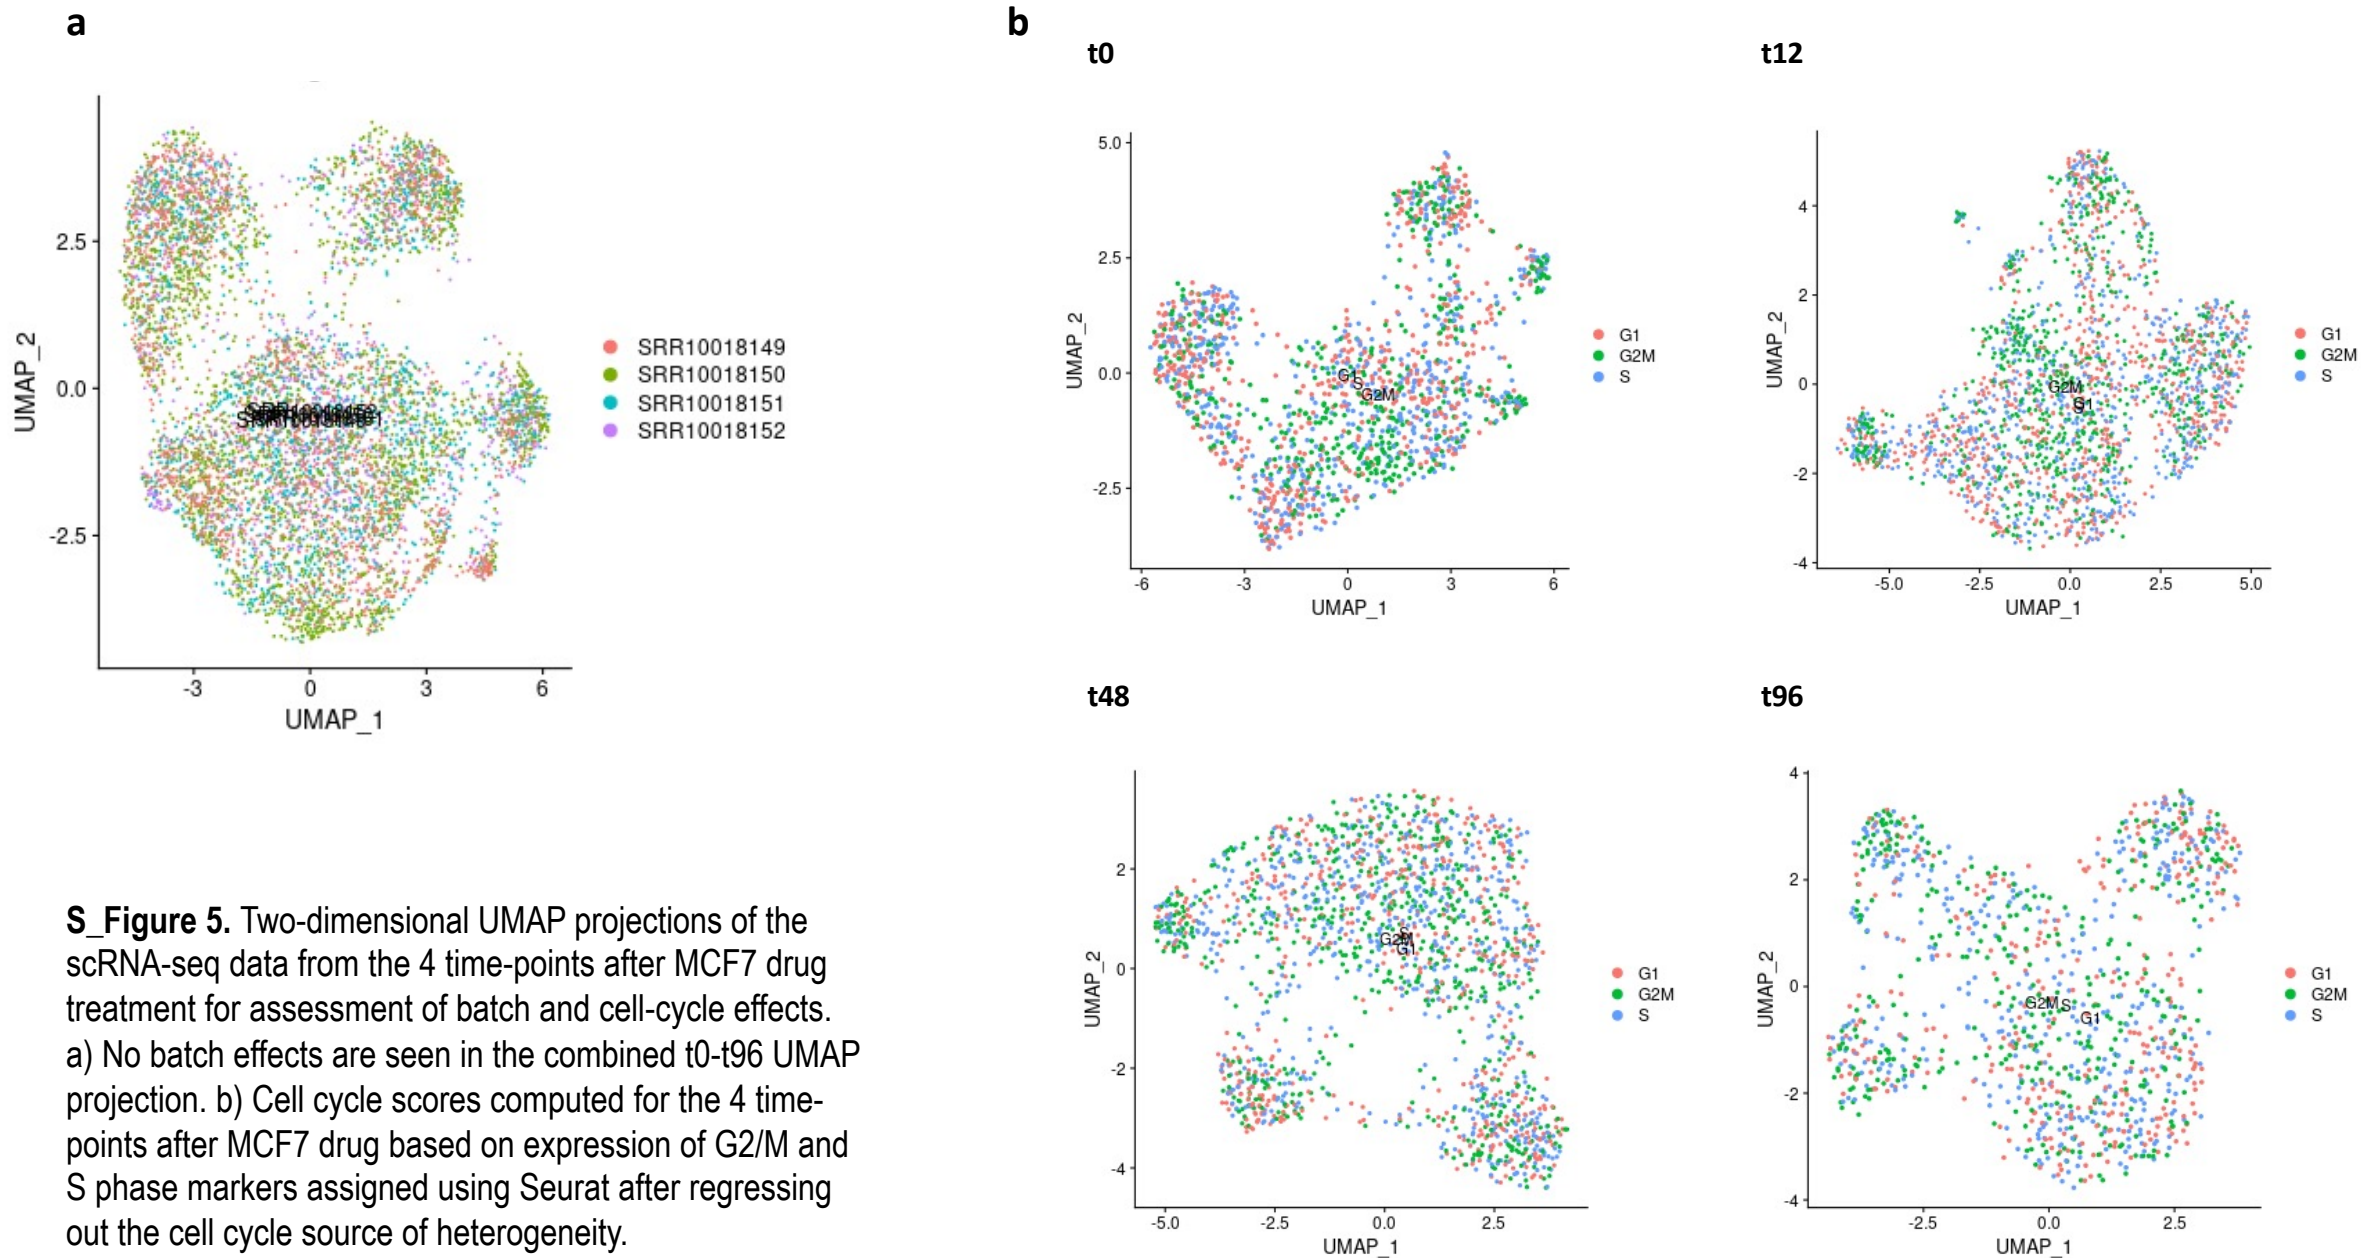 a
UMAP_2
2.5
0.0
-2.5
-3
0
3
6
UMAP_1
SRR10018149
SRR10018150
SRR10018151
SRR10018152
S_Figure 5. Two-dimensional UMAP projections of the
scRNA-seq data from the 4 time-points after MCF7 drug
treatment for assessment of batch and cell-cycle effects.
a) No batch effects are seen in the combined t0-t96 UMAP
projection. b) Cell cycle scores computed for the 4 time-
points after MCF7 drug based on expression of G2/M and
S phase markers assigned using Seurat after regressing
out the cell cycle source of heterogeneity.
b
t0
UMAP_2
5.0
2.5
0.0
-2.5
G1
S
G2M
-6
-3
0
3
6
UMAP_1
G1
G2M
S
t12
UMAP_2
4
2
0
-2
-4
G2M
G1
S
-5.0
-2.5
0.0
2.5
5.0
UMAP_1
G1
G2M
S
t48
UMAP_2
2
0
-2
-4
S
G2M
G1
-5.0
-2.5
0.0
2.5
UMAP_1
G1
G2M
S
t96
UMAP_2
4
2
0
-2
-4
G2M
S
G1
-2.5
0.0
2.5
UMAP_1
G1
G2M
S